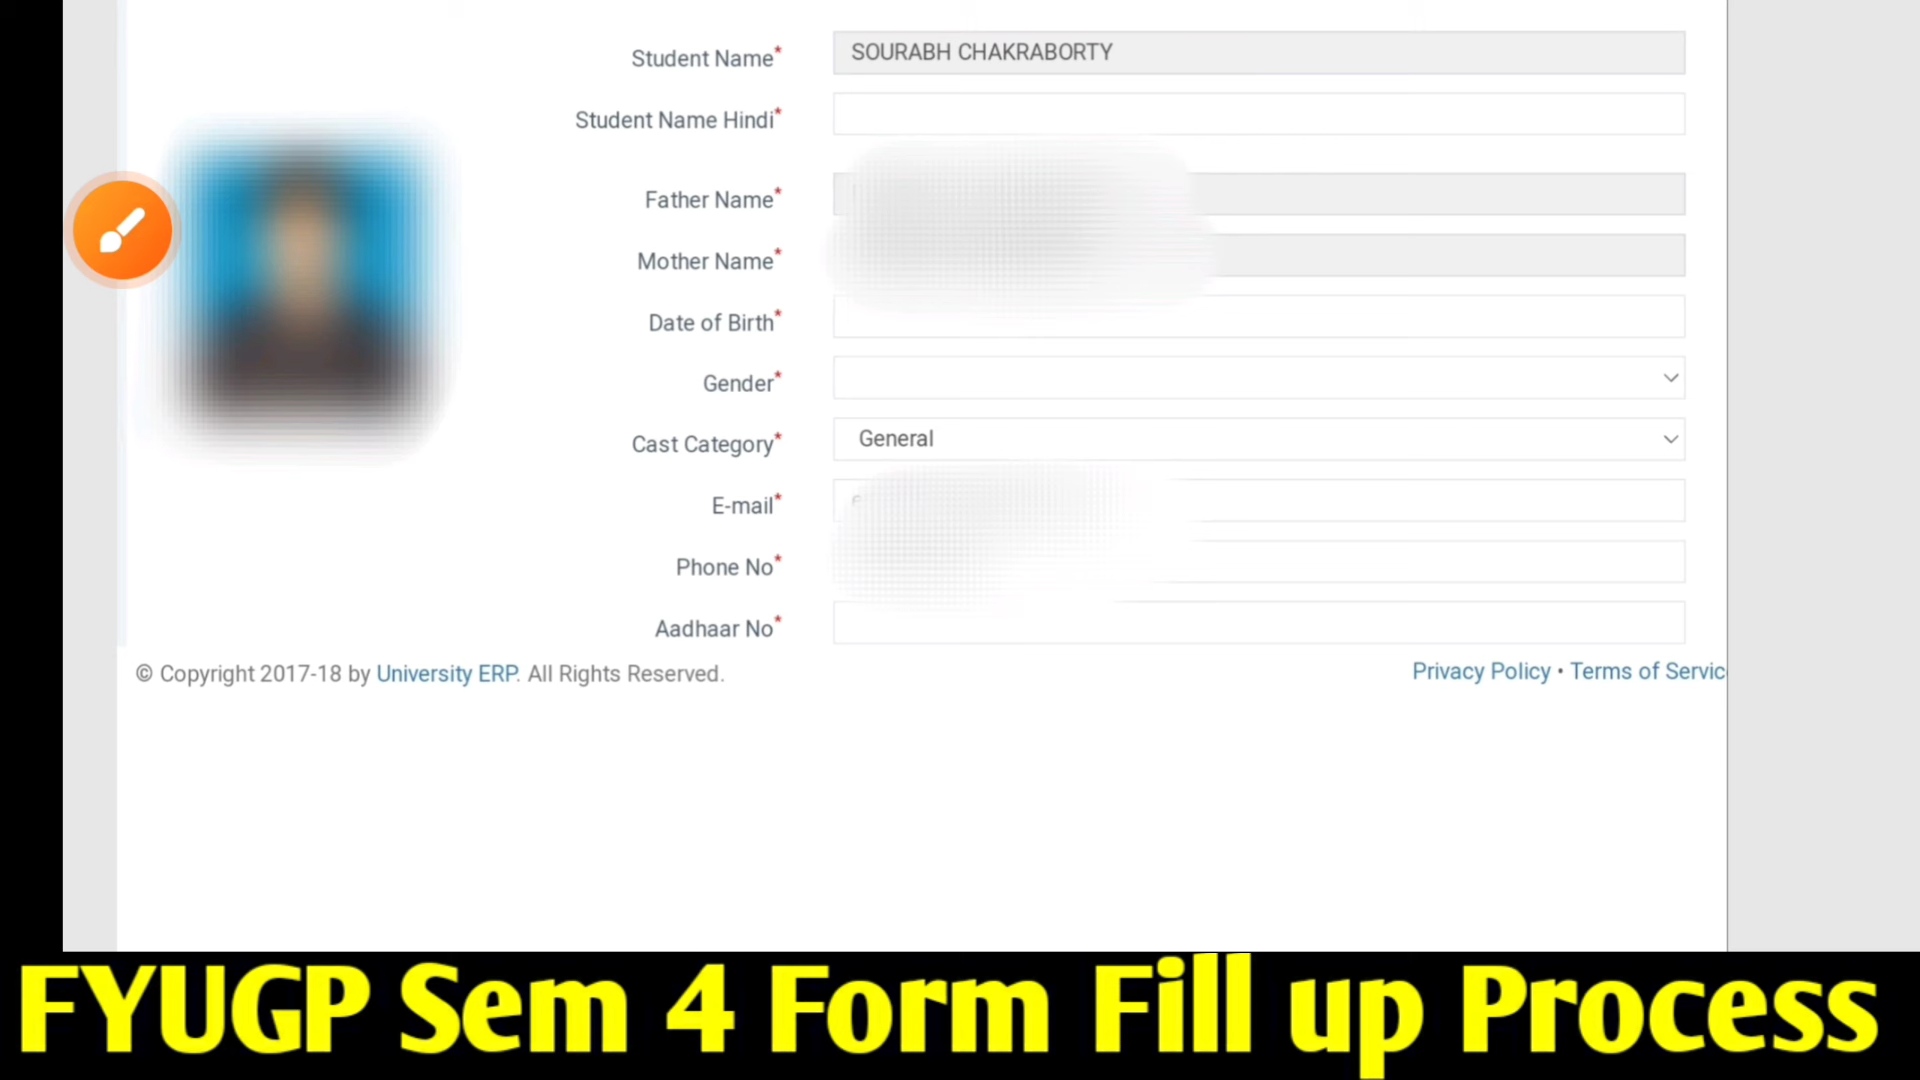 Student Name* SOURABH CHAKRABORTY
Student Name Hindi*
Father Name*
Mother Name*
Date of Birth*
Gender*
Cast Category* General
E-mail*
Phone No*
Aadhaar No*
© Copyright 2017-18 by University ERP. All Rights Reserved. Privacy Policy • Terms of Servic
FYUGP Sem 4 Form Fill up Process